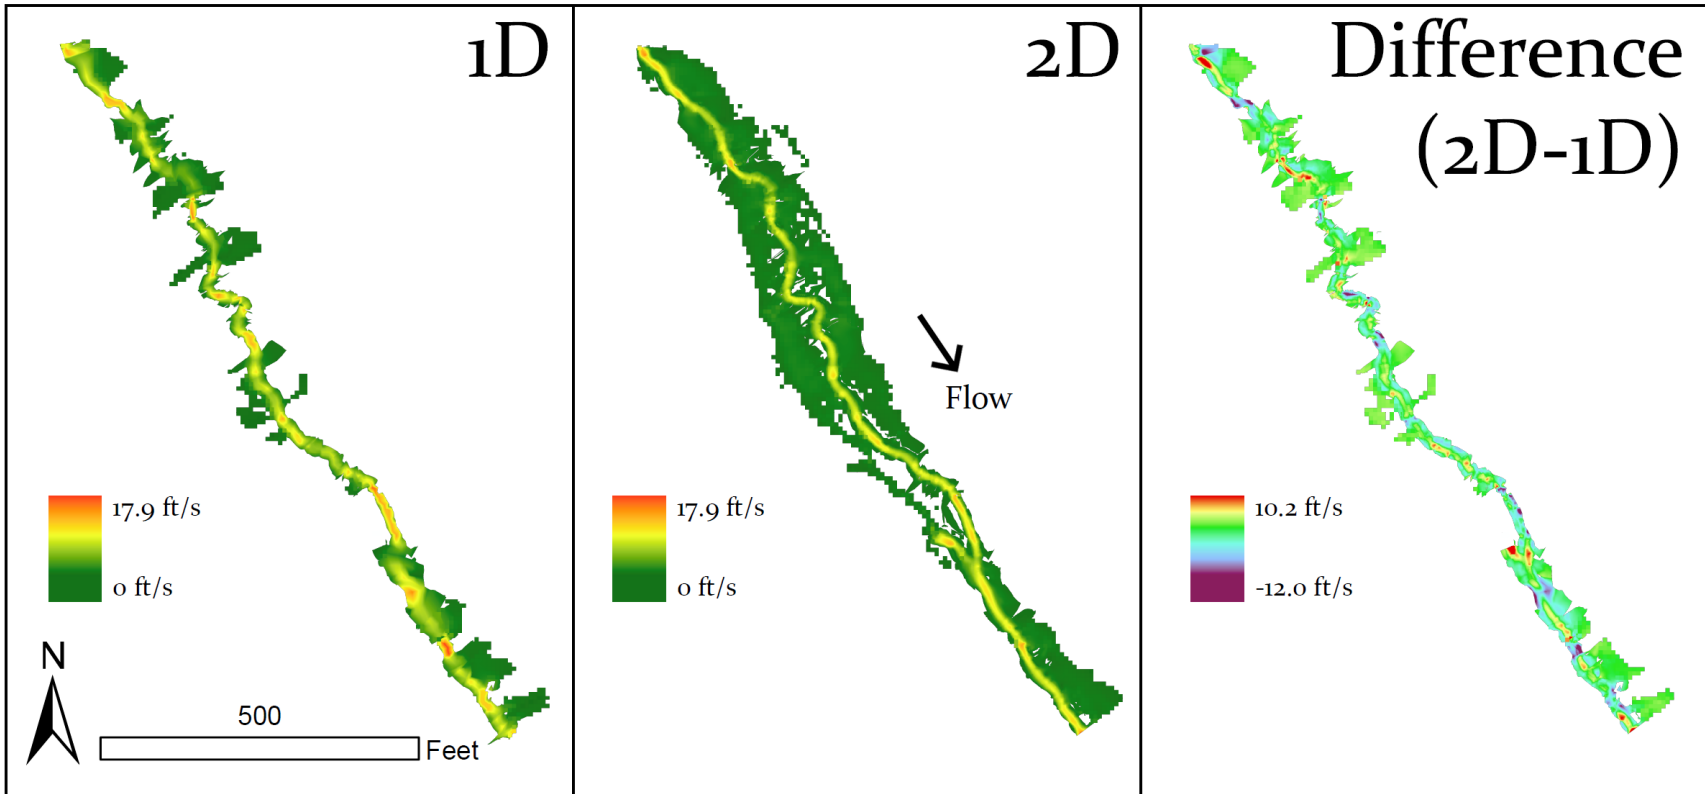 1D
17.9 ft/s
0 ft/s
N
500
Feet
2D
Flow
17.9 ft/s
0 ft/s
Difference
(2D-1D)
10.2 ft/s
-12.0 ft/s